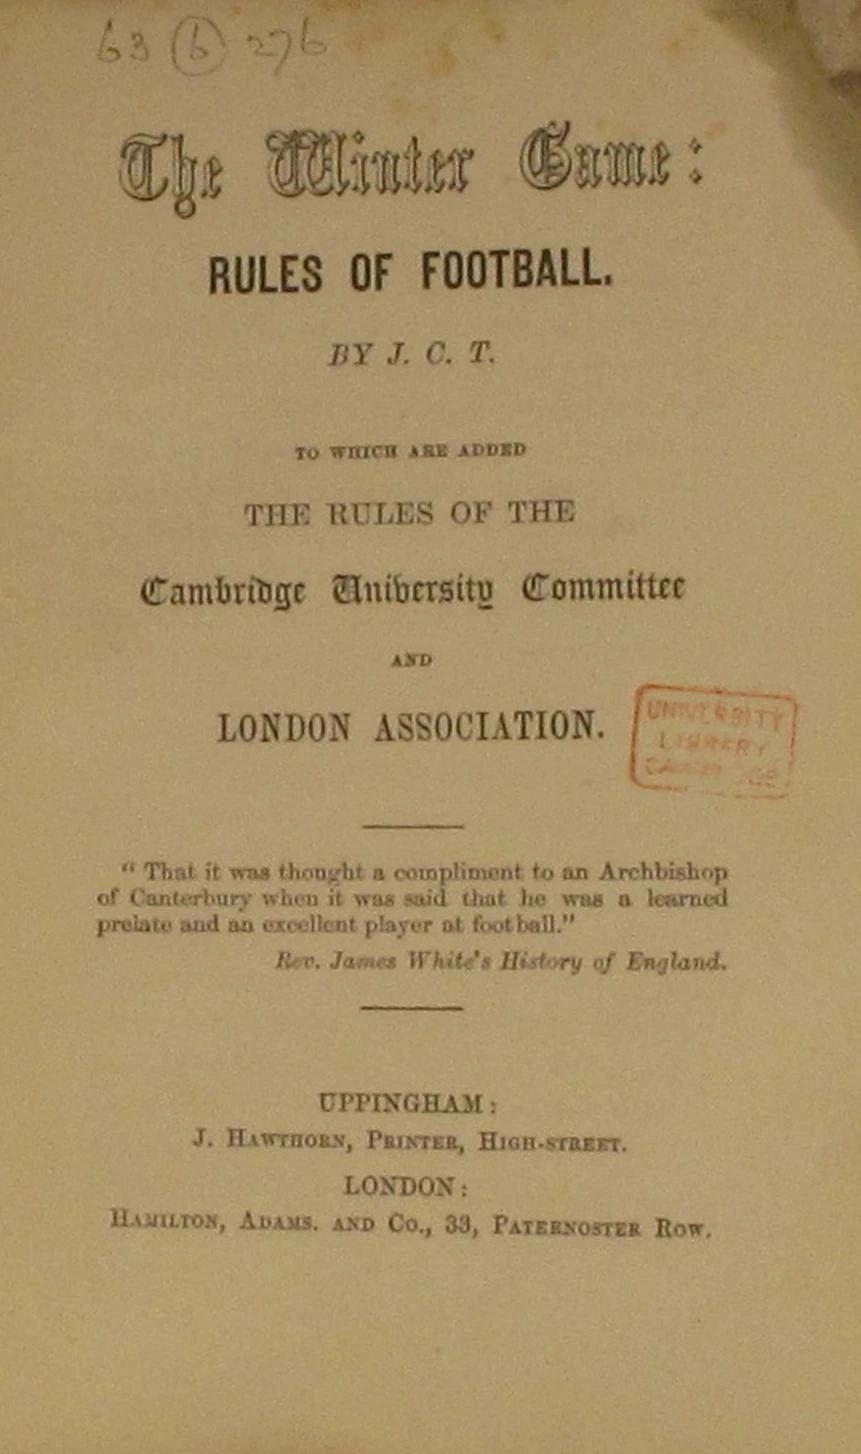 63 (b) 276
The Winter Game:
RULES OF FOOTBALL.
BY J. C. T.
TO WHICH ARE ADDED
THE RULES OF THE
Cambridge University Committee
AND
LONDON ASSOCIATION.
UNIVERSITY
LIBRARY
CAMBRIDGE
“ That it was thought a compliment to an Archbishop
of Canterbury when it was said that he was a learned
prelate and an excellent player at football.”
Rev. James White's History of England.
UPPINGHAM:
J. HAWTHORN, PRINTER, HIGH-STREET.
LONDON:
HAMILTON, ADAMS. AND CO., 33, PATERNOSTER ROW.